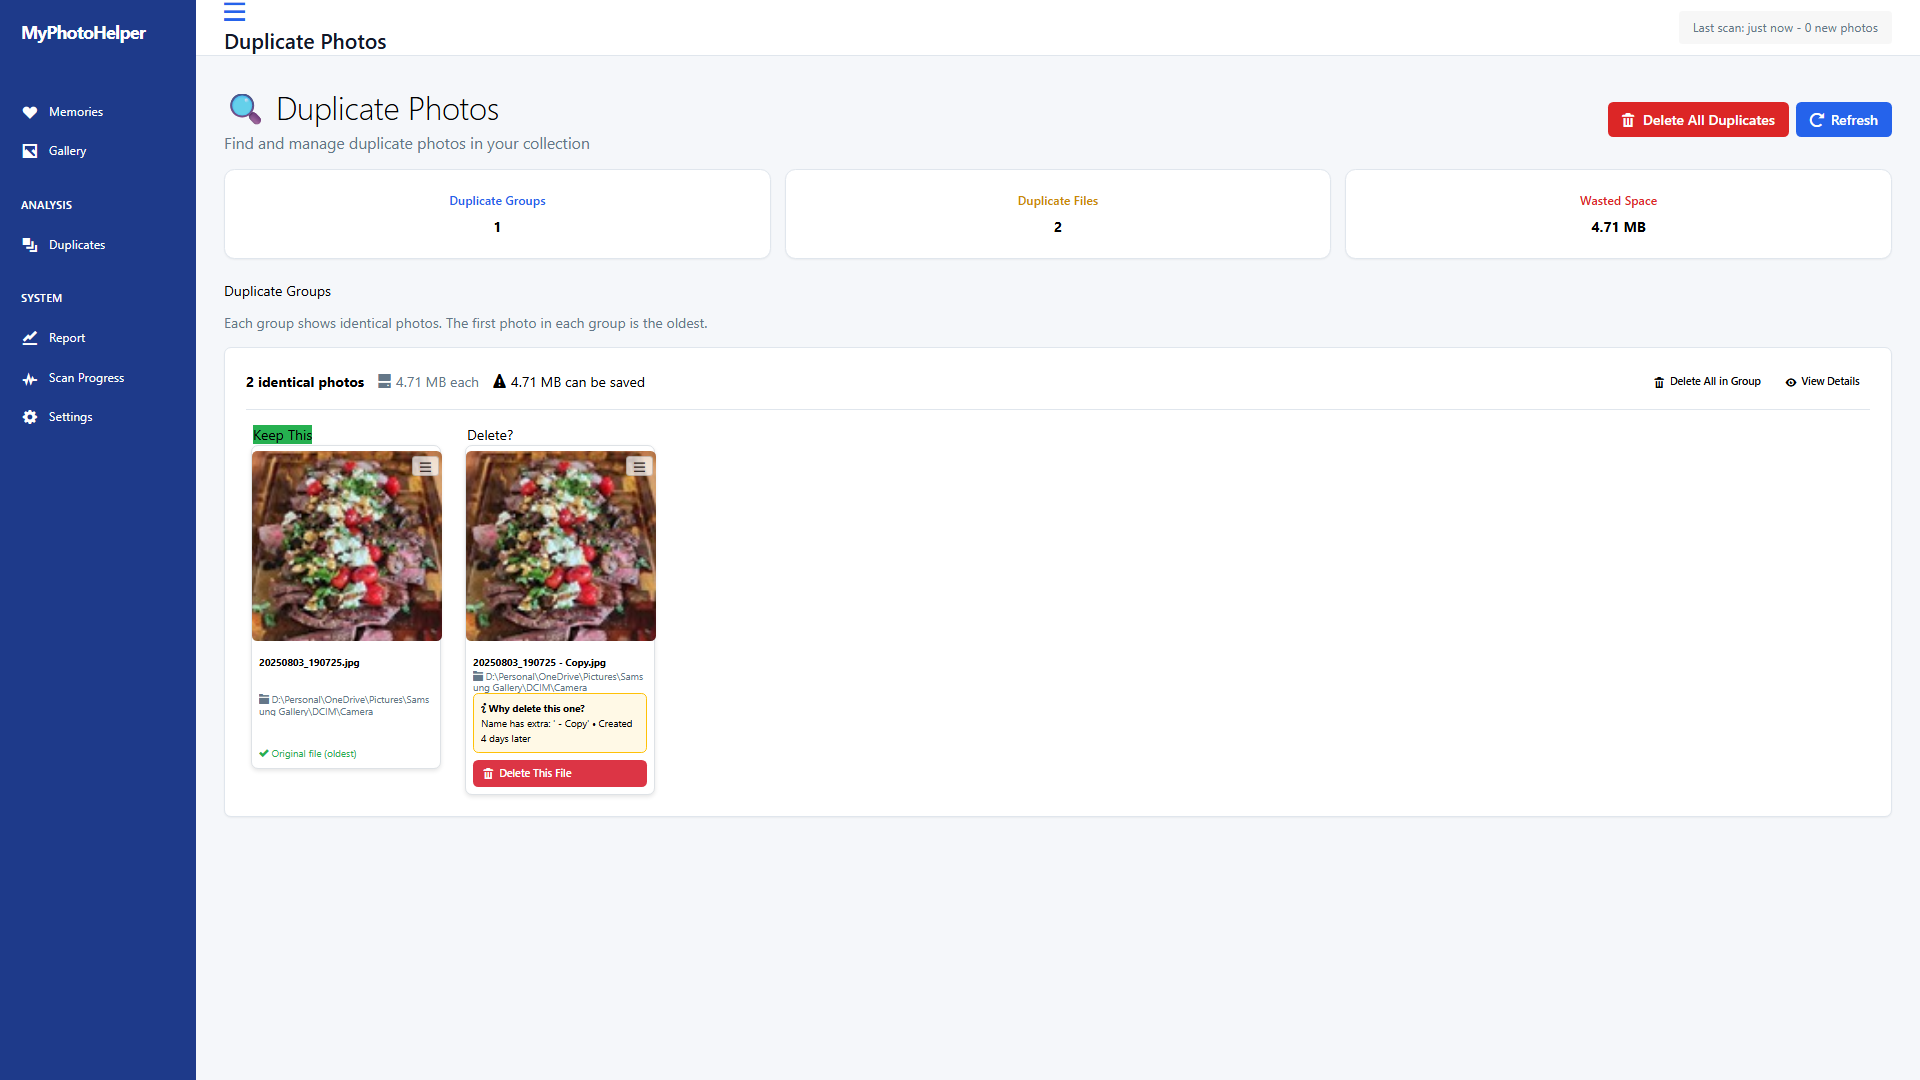 MyPhotoHelper
Memories
Gallery
ANALYSIS
Duplicates
SYSTEM
Report
Scan Progress
Settings
Duplicate Photos
Last scan: just now - 0 new photos
Duplicate Photos
Find and manage duplicate photos in your collection
Delete All Duplicates
Refresh
Duplicate Groups
1
Duplicate Files
2
Wasted Space
4.71 MB
Duplicate Groups
Each group shows identical photos. The first photo in each group is the oldest.
2 identical photos 4.71 MB each 4.71 MB can be saved
Delete All in Group
View Details
Keep This
20250803_190725.jpg
D:\Personal\OneDrive\Pictures\Sams
ung Gallery\DCIM\Camera
Original file (oldest)
Delete?
20250803_190725 - Copy.jpg
D:\Personal\OneDrive\Pictures\Sams
ung Gallery\DCIM\Camera
Why delete this one?
Name has extra: ' - Copy' • Created
4 days later
Delete This File